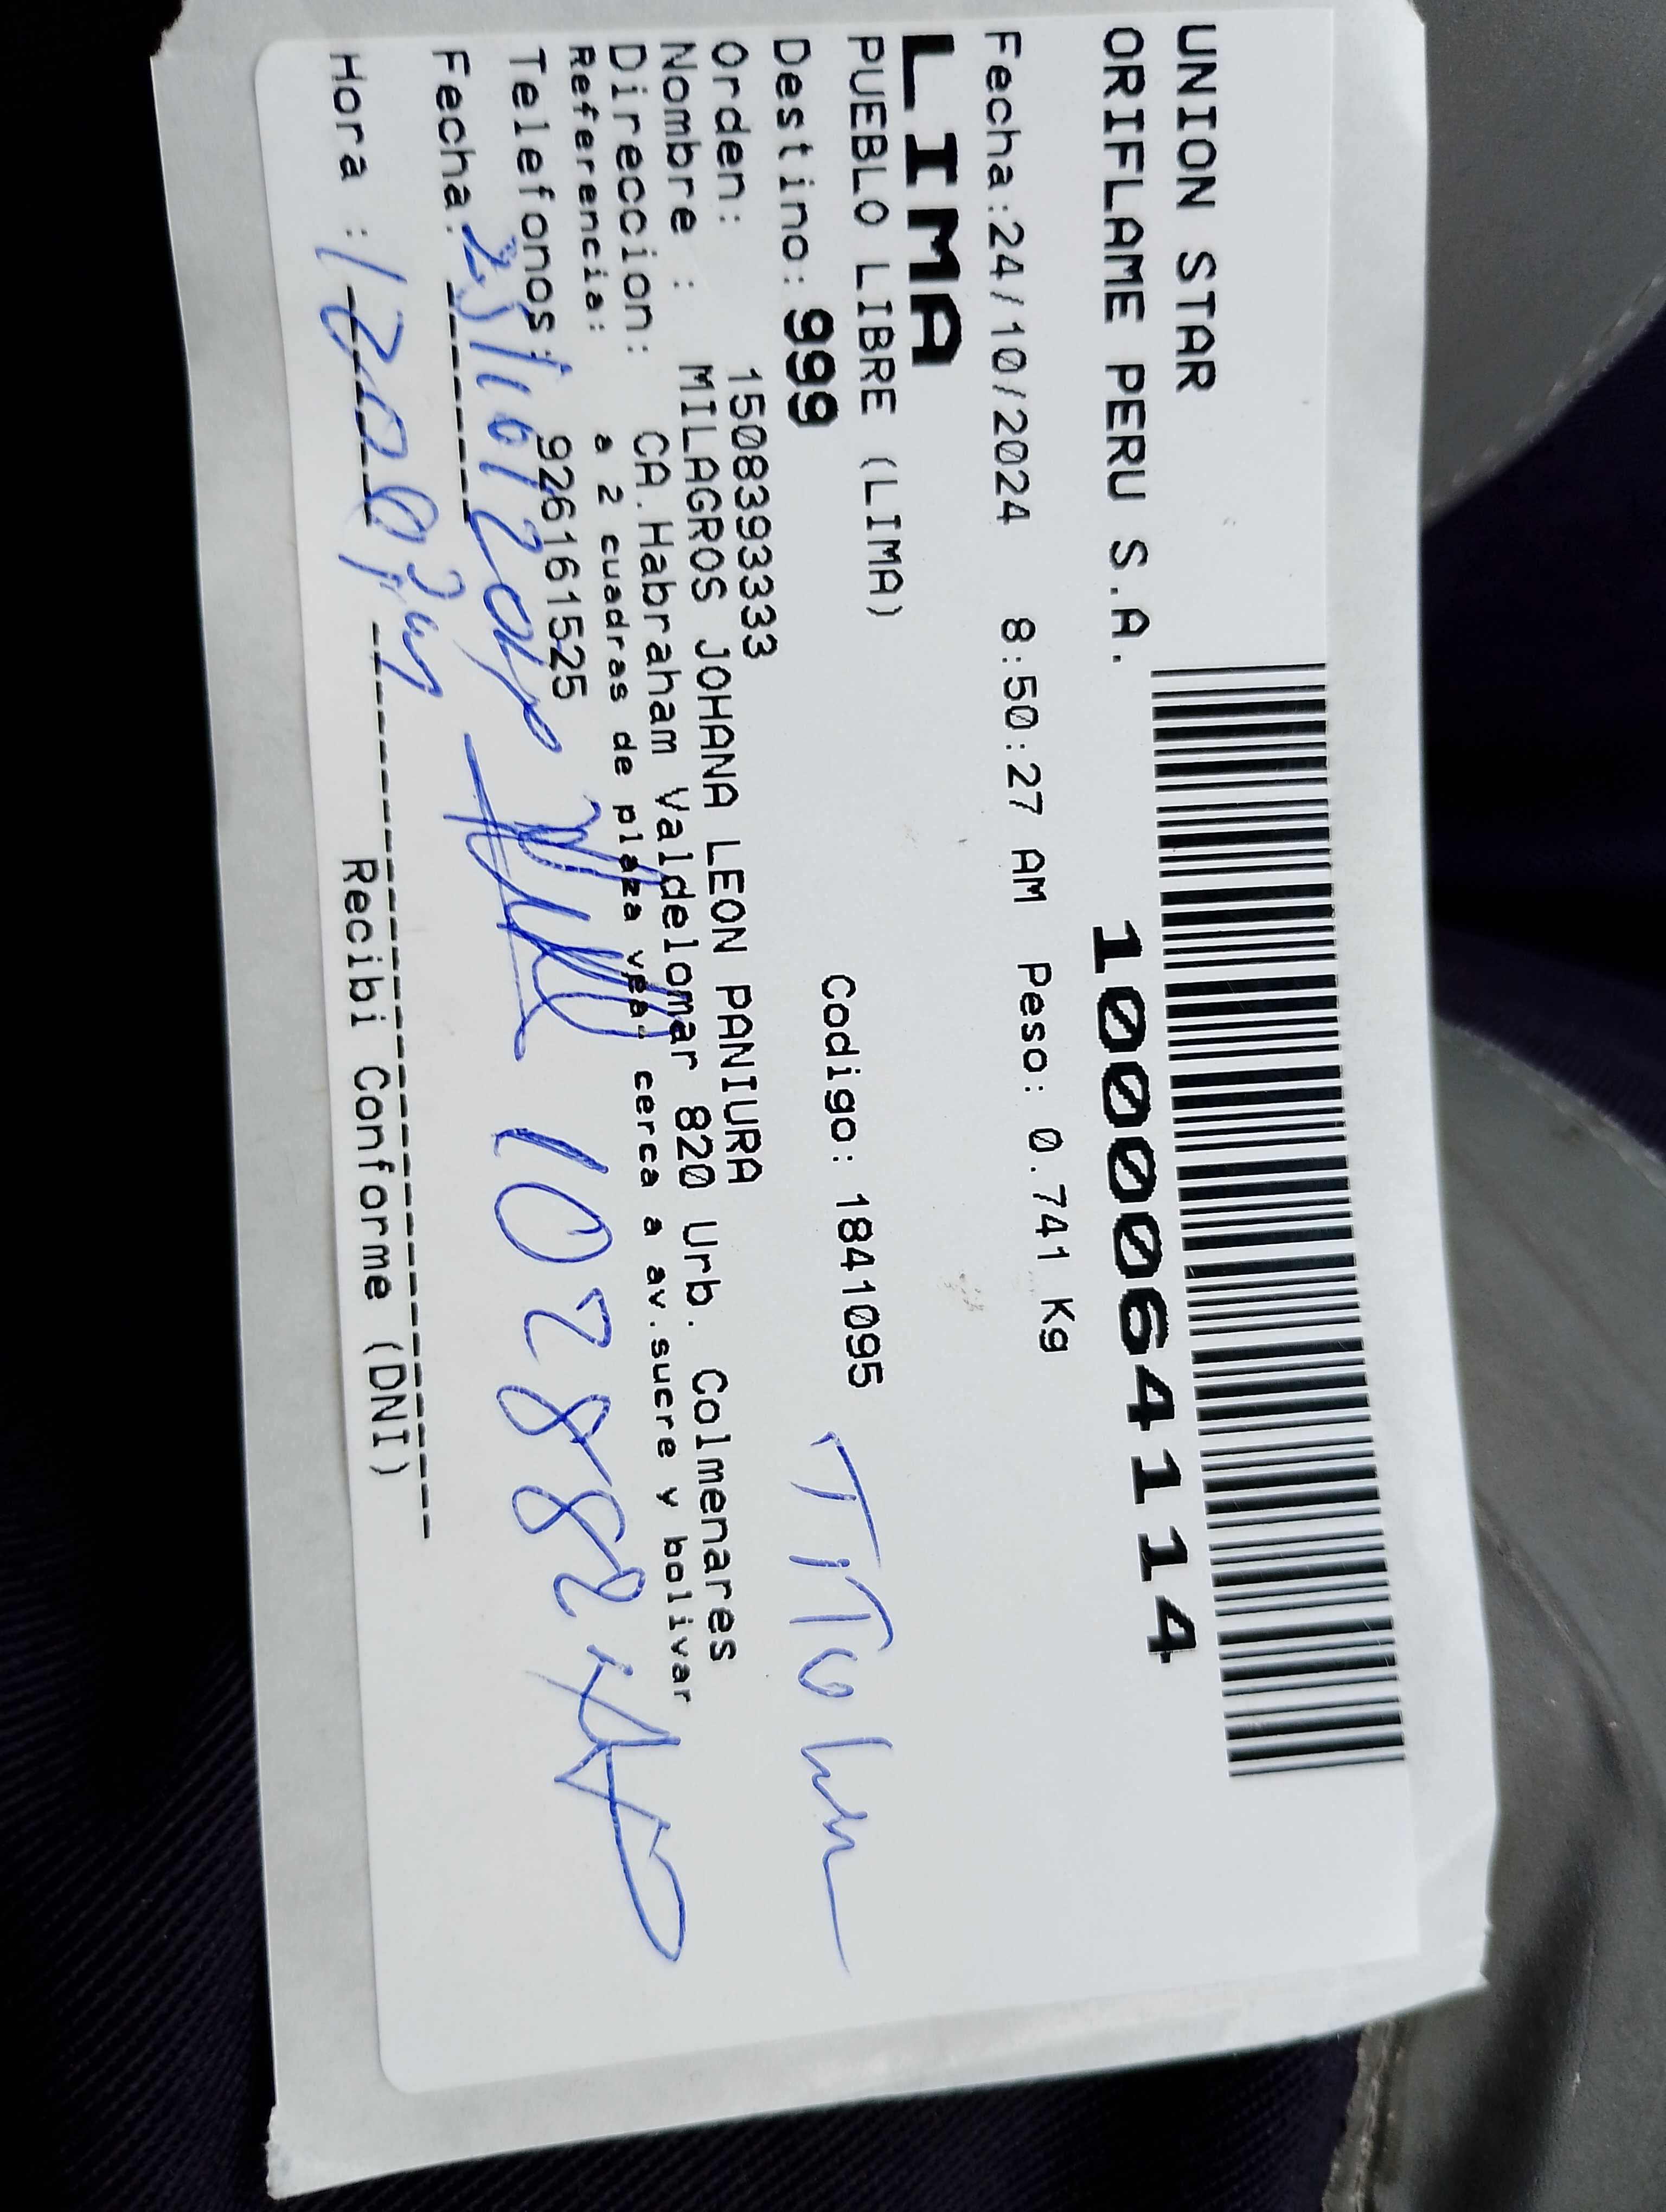 UNION STAR
ORIFLAME PERU S.A.
10000641114
Fecha:24/10/2024 8:50:27 AM Peso: 0.741 Kg
LIMA
PUEBLO LIBRE (LIMA)
Destino: 999 Codigo: 1841095
Titular
Orden: 1508393333
Nombre : MILAGROS JOHANA LEON PANIURA
Direccion: CA.Habraham Valdelomar 820 Urb. Colmenares
Referencia: a 2 cuadras de plaza vea. cerca a av.sucre y bolivar
Telefonos: 926161525
Fecha:
Hora :
Recibi Conforme (DNI)